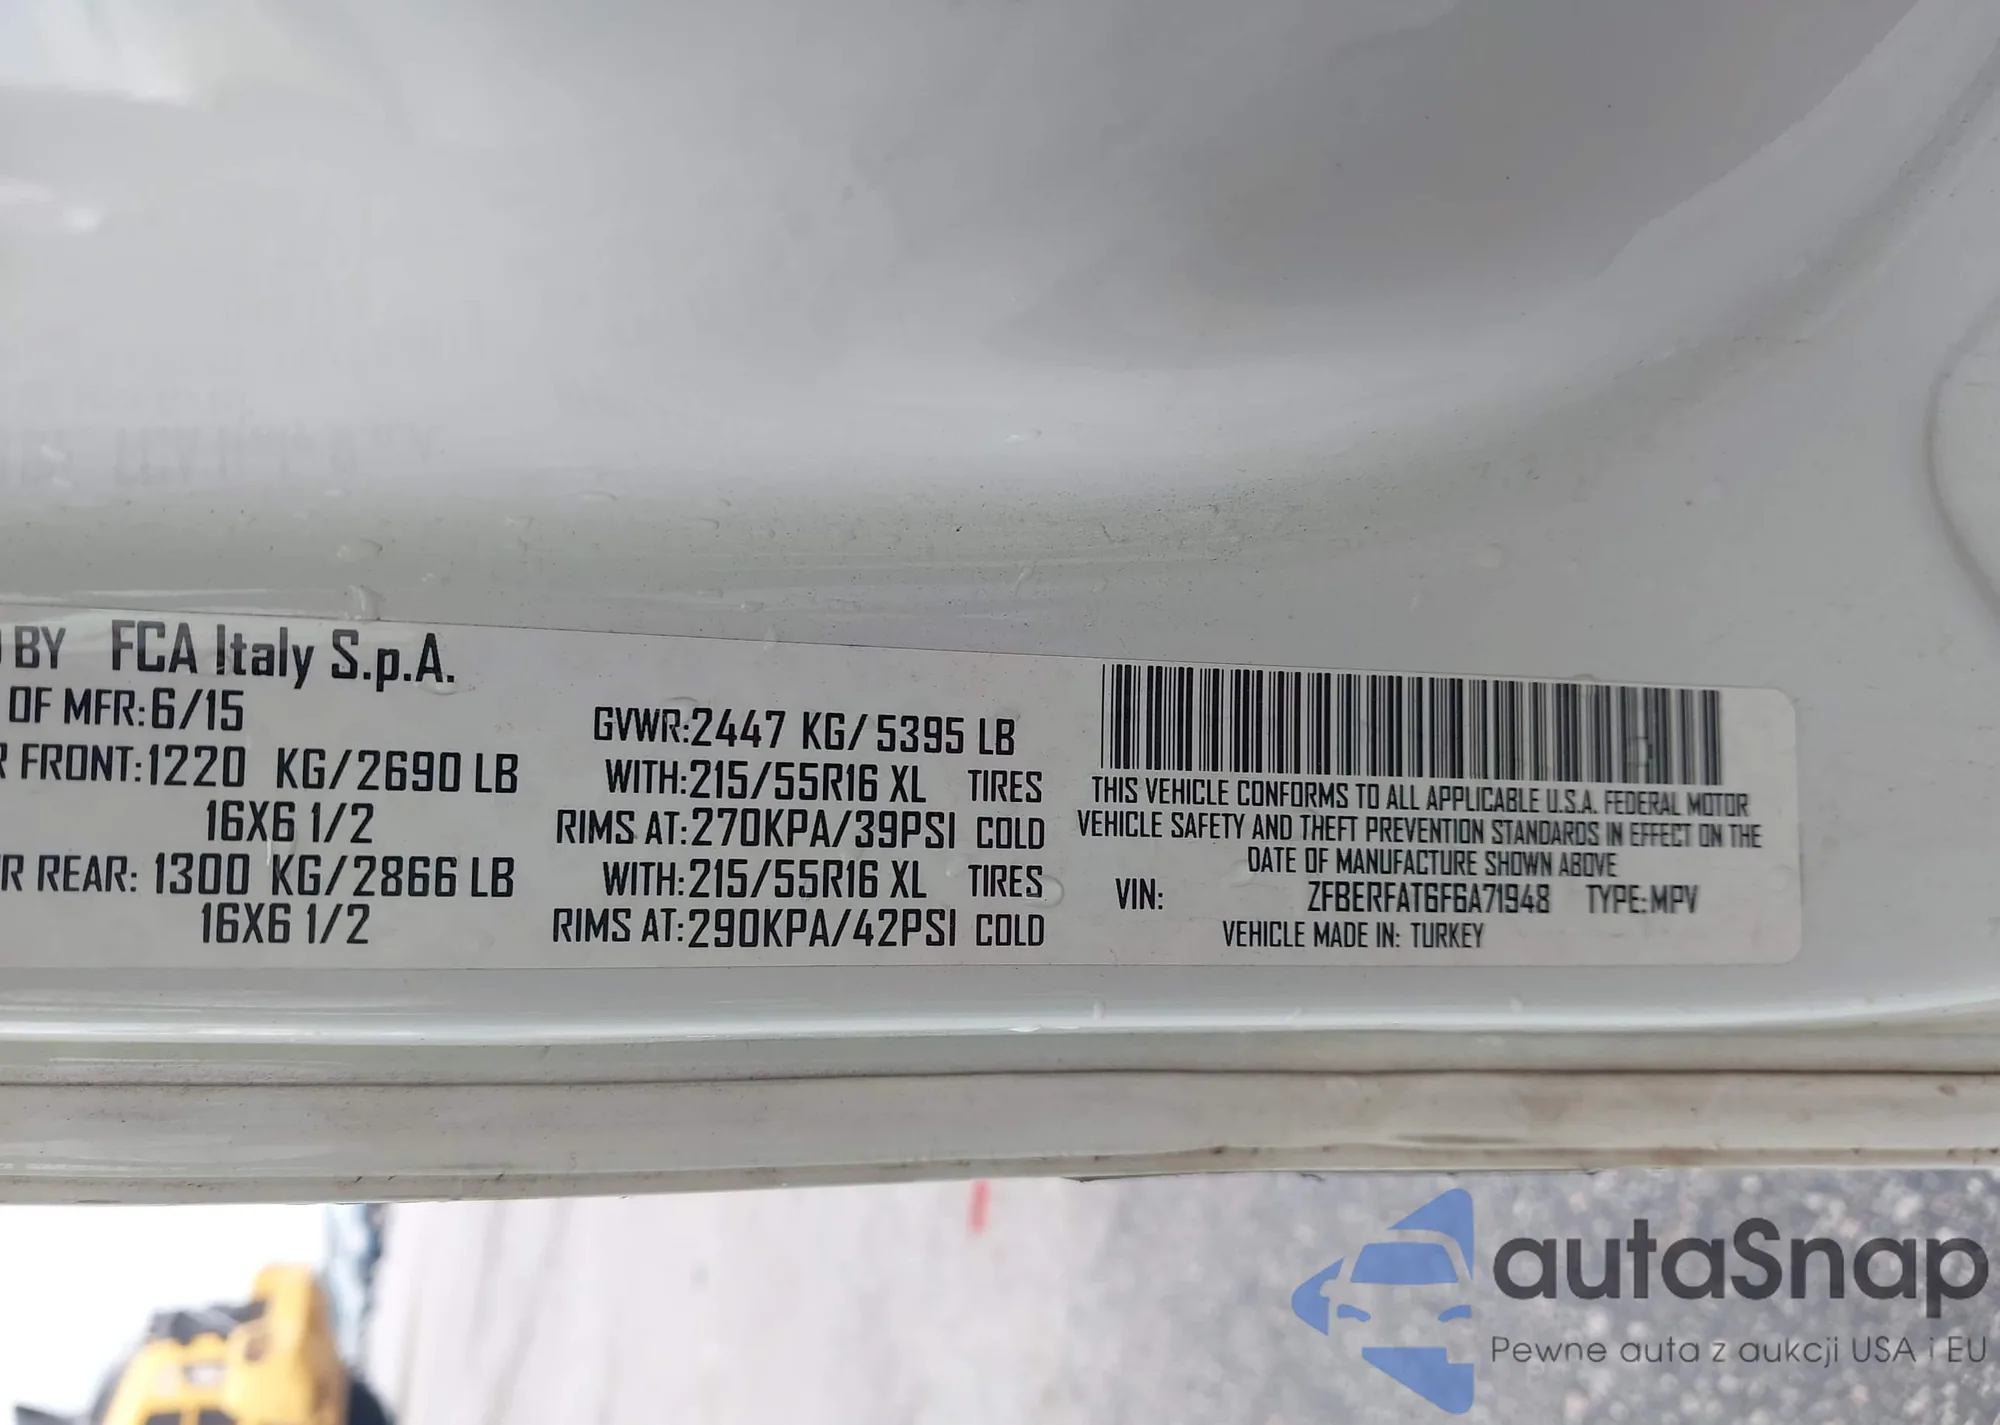 BY FCA Italy S.p.A.
OF MFR:6/15
FRONT:1220 KG/2690 LB
16X6 1/2
R REAR: 1300 KG/2866 LB
16X6 1/2
GVWR:2447 KG/5395 LB
WITH:215/55R16 XL TIRES
RIMS AT:270KPA/39PSI COLD
WITH:215/55R16 XL TIRES
RIMS AT:290KPA/42PSI COLD
THIS VEHICLE CONFORMS TO ALL APPLICABLE U.S.A. FEDERAL MOTOR
VEHICLE SAFETY AND THEFT PREVENTION STANDARDS IN EFFECT ON THE
DATE OF MANUFACTURE SHOWN ABOVE
VIN: ZFBERFAT6F6A71948 TYPE:MPV
VEHICLE MADE IN: TURKEY
autaSnap
Pewne auta z aukcji USA i EU